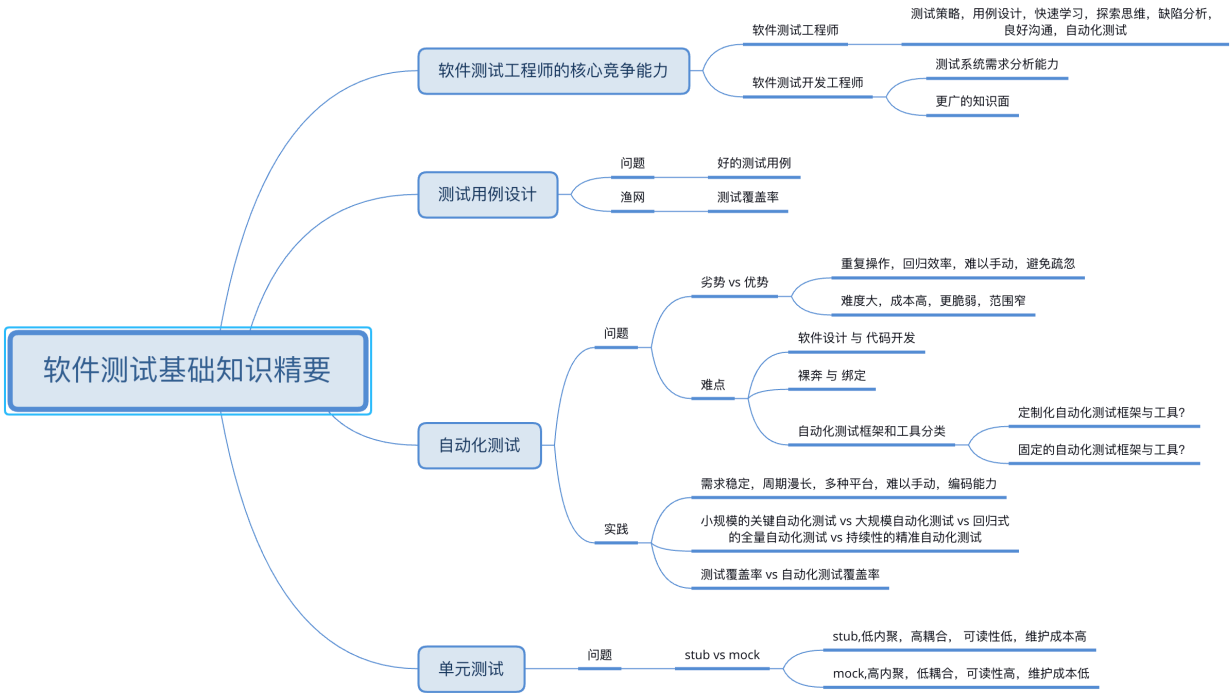 软件测试基础知识精要
软件测试工程师的核心竞争能力
软件测试工程师
测试策略，用例设计，快速学习，探索思维，缺陷分析，
良好沟通，自动化测试
软件测试开发工程师
测试系统需求分析能力
更广的知识面
测试用例设计
问题
好的测试用例
渔网
测试覆盖率
自动化测试
问题
劣势 vs 优势
重复操作，回归效率，难以手动，避免疏忽
难度大，成本高，更脆弱，范围窄
难点
软件设计 与 代码开发
裸奔 与 绑定
自动化测试框架和工具分类
定制化自动化测试框架与工具?
固定的自动化测试框架与工具?
实践
需求稳定，周期漫长，多种平台，难以手动，编码能力
小规模的关键自动化测试 vs 大规模自动化测试 vs 回归式
的全量自动化测试 vs 持续性的精准自动化测试
测试覆盖率 vs 自动化测试覆盖率
单元测试
问题
stub vs mock
stub,低内聚，高耦合， 可读性低，维护成本高
mock,高内聚，低耦合，可读性高，维护成本低